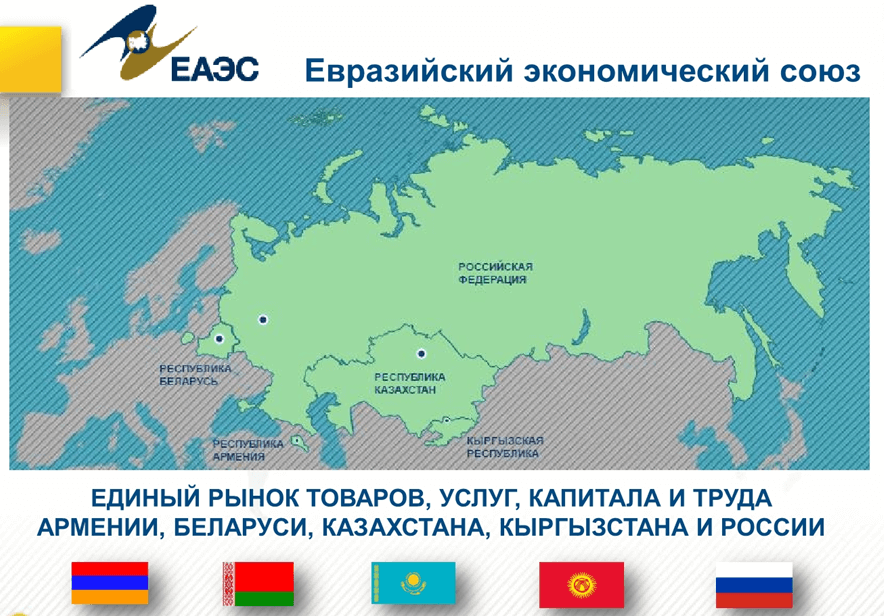 ЕАЭС
Евразийский экономический союз
РОССИЙСКАЯ
ФЕДЕРАЦИЯ
РЕСПУБЛИКА
БЕЛАРУСЬ
РЕСПУБЛИКА
КАЗАХСТАН
РЕСПУБЛИКА
АРМЕНИЯ
КЫРГЫЗСКАЯ
РЕСПУБЛИКА
ЕДИНЫЙ РЫНОК ТОВАРОВ, УСЛУГ, КАПИТАЛА И ТРУДА
АРМЕНИИ, БЕЛАРУСИ, КАЗАХСТАНА, КЫРГЫЗСТАНА И РОССИИ